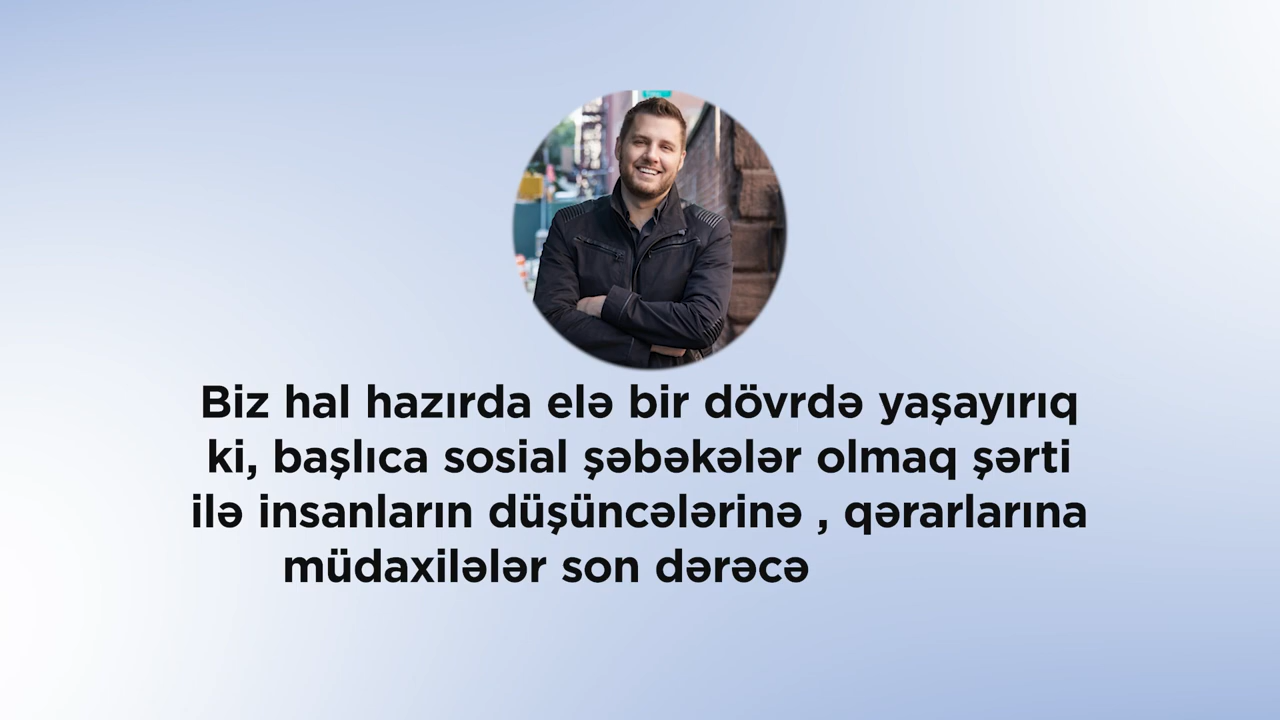 Biz hal hazırda elə bir dövrdə yaşayırıq
ki, başlıca sosial şəbəkələr olmaq şərti
ilə insanların düşüncələrinə , qərarlarına
müdaxilələr son dərəcə